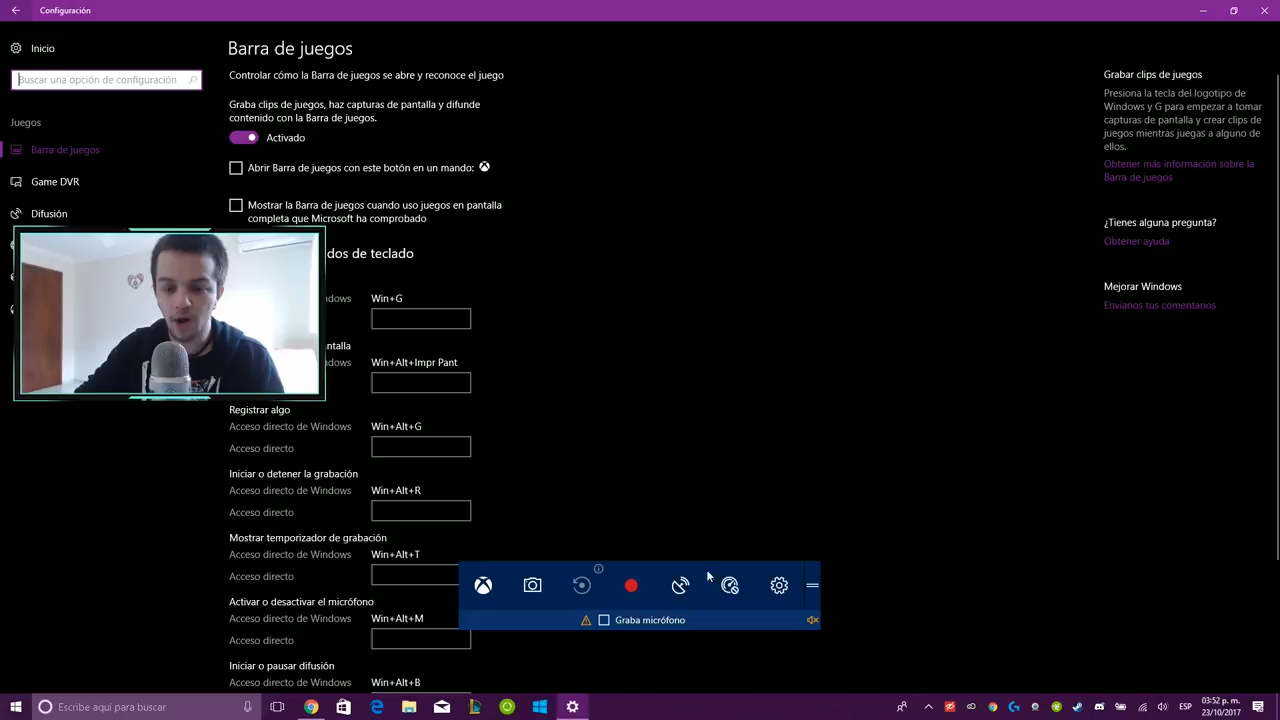 Configuración
Inicio
Buscar una opción de configuración
Juegos
Barra de juegos
Game DVR
Difusión
Barra de juegos
Controlar cómo la Barra de juegos se abre y reconoce el juego
Graba clips de juegos, haz capturas de pantalla y difunde
contenido con la Barra de juegos.
Activado
Abrir Barra de juegos con este botón en un mando:
Mostrar la Barra de juegos cuando uso juegos en pantalla
completa que Microsoft ha comprobado
dos de teclado
ndows Win+G
ntalla
ndows Win+Alt+Impr Pant
Registrar algo
Acceso directo de Windows Win+Alt+G
Acceso directo
Iniciar o detener la grabación
Acceso directo de Windows Win+Alt+R
Acceso directo
Mostrar temporizador de grabación
Acceso directo de Windows Win+Alt+T
Acceso directo
Activar o desactivar el micrófono
Acceso directo de Windows Win+Alt+M
Acceso directo
Iniciar o pausar difusión
Acceso directo de Windows Win+Alt+B
Graba micrófono
Grabar clips de juegos
Presiona la tecla del logotipo de
Windows y G para empezar a tomar
capturas de pantalla y crear clips de
juegos mientras juegas a alguno de
ellos.
Obtener más información sobre la
Barra de juegos
¿Tienes alguna pregunta?
Obtener ayuda
Mejorar Windows
Envíanos tus comentarios
Escribe aquí para buscar
ESP
03:52 p. m.
23/10/2017